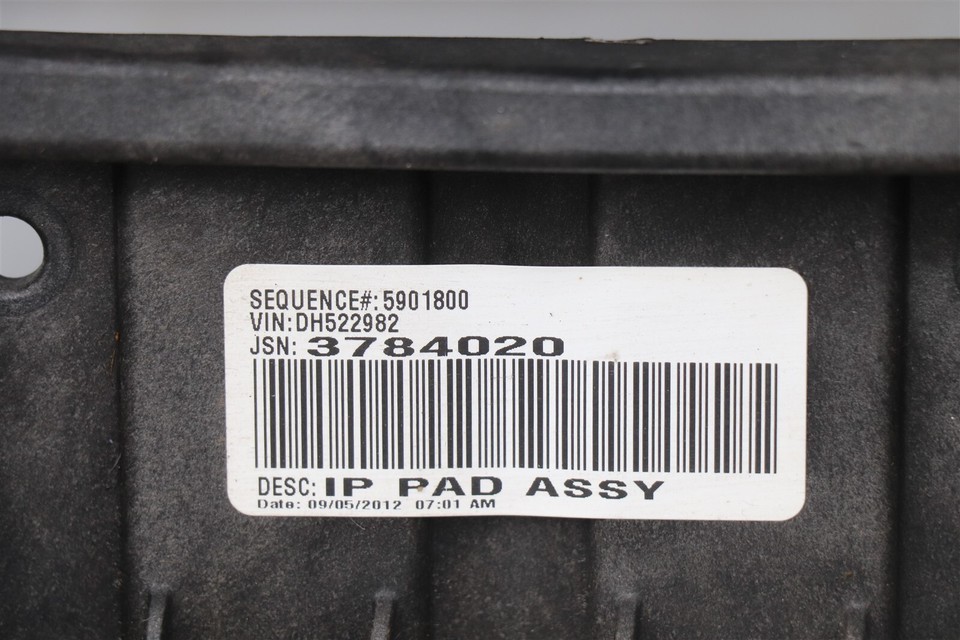 SEQUENCE#: 5901800
VIN: DH522982
JSN: 3784020
DESC: IP PAD ASSY
Date: 09/05/2012 07:01 AM